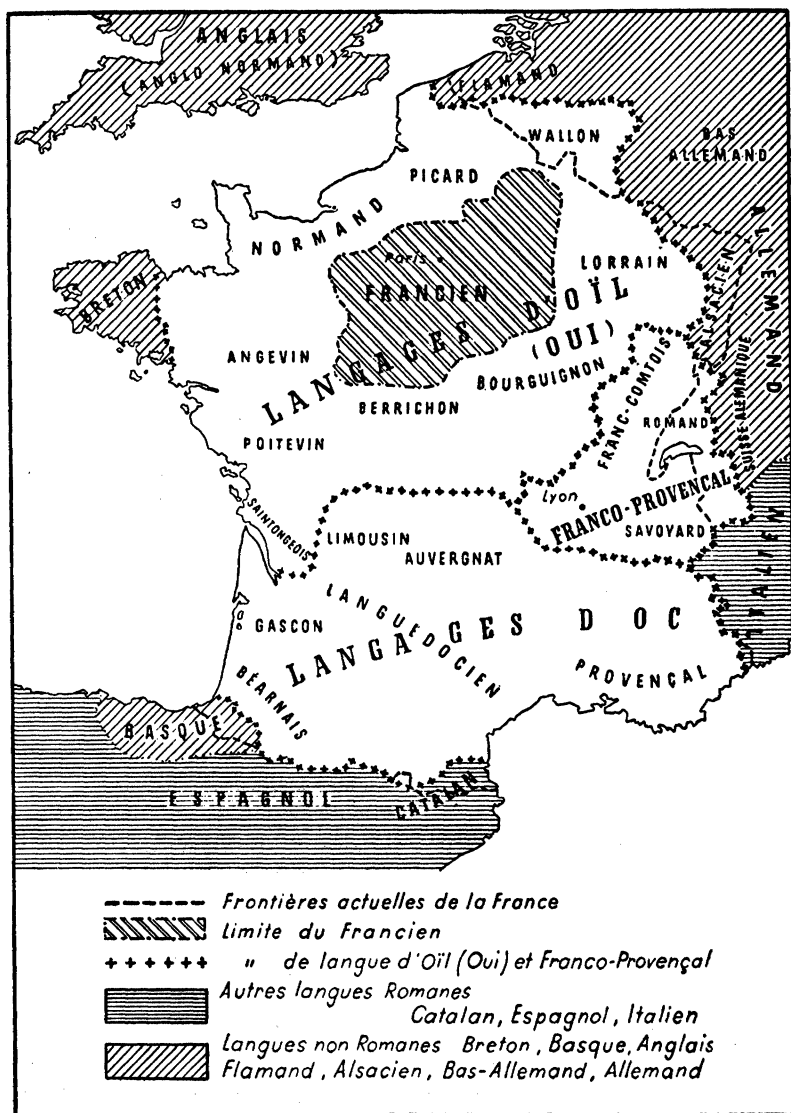 ANGLAIS
(ANGLO NORMAND)
FLAMAND
WALLON
BAS
ALLEMAND
PICARD
NORMAND
ALLEMAND
Paris
FRANCIEN
LORRAIN
ALSACIEN
BRETON
LANGAGES D'OÏL
(OUI)
ANGEVIN
BOURGUIGNON
BERRICHON
FRANC-COMTOIS
ROMAND
SUISSE-ALEMANIQUE
POITEVIN
Lyon
FRANCO-PROVENCAL
SAVOYARD
SAINTONGEOIS
LIMOUSIN
AUVERGNAT
ITALIEN
GASCON
LANGUEDOCIEN
LANGAGES D OC
PROVENÇAL
BÉARNAIS
BASQUE
ESPAGNOL
CATALAN
Frontières actuelles de la France
Limite du Francien
" de langue d'Oïl (Oui) et Franco-Provençal
Autres langues Romanes
Catalan, Espagnol, Italien
Langues non Romanes Breton, Basque, Anglais
Flamand, Alsacien, Bas-Allemand, Allemand